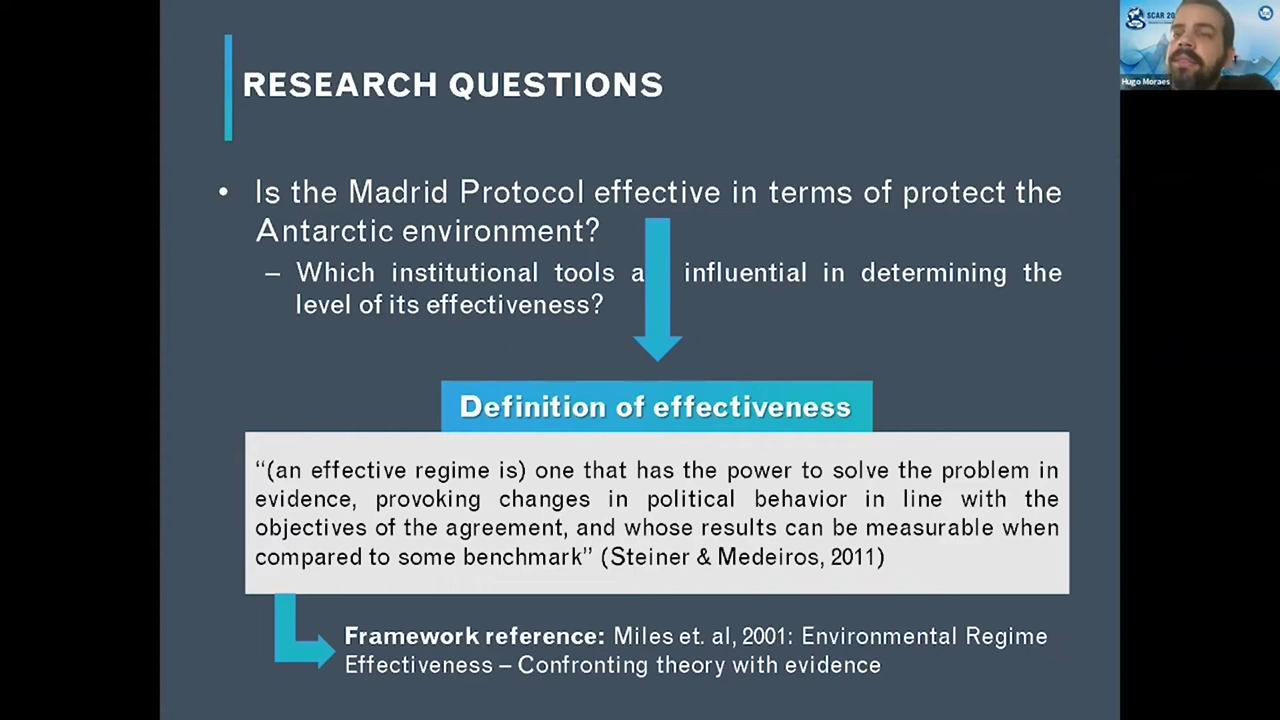 RESEARCH QUESTIONS
• Is the Madrid Protocol effective in terms of protect the
Antarctic environment?
– Which institutional tools a influential in determining the
level of its effectiveness?
Definition of effectiveness
“(an effective regime is) one that has the power to solve the problem in
evidence, provoking changes in political behavior in line with the
objectives of the agreement, and whose results can be measurable when
compared to some benchmark” (Steiner & Medeiros, 2011)
Framework reference: Miles et. al, 2001: Environmental Regime
Effectiveness – Confronting theory with evidence
SCAR 20
Hugo Moraes